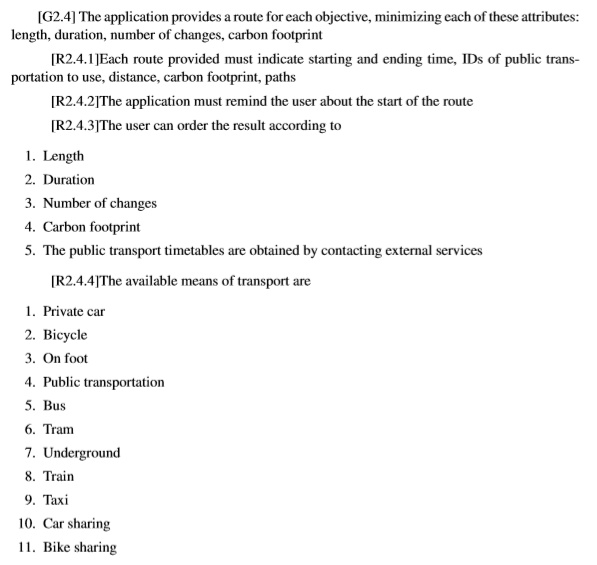 [G2.4] The application provides a route for each objective, minimizing each of these attributes:
length, duration, number of changes, carbon footprint
[R2.4.1]Each route provided must indicate starting and ending time, IDs of public trans-
portation to use, distance, carbon footprint, paths
[R2.4.2]The application must remind the user about the start of the route
[R2.4.3]The user can order the result according to
1. Length
2. Duration
3. Number of changes
4. Carbon footprint
5. The public transport timetables are obtained by contacting external services
[R2.4.4]The available means of transport are
1. Private car
2. Bicycle
3. On foot
4. Public transportation
5. Bus
6. Tram
7. Underground
8. Train
9. Taxi
10. Car sharing
11. Bike sharing